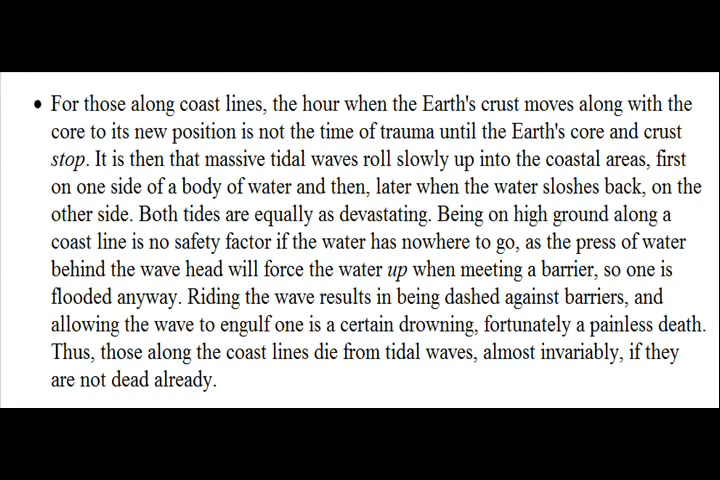 • For those along coast lines, the hour when the Earth's crust moves along with the
core to its new position is not the time of trauma until the Earth's core and crust
stop. It is then that massive tidal waves roll slowly up into the coastal areas, first
on one side of a body of water and then, later when the water sloshes back, on the
other side. Both tides are equally as devastating. Being on high ground along a
coast line is no safety factor if the water has nowhere to go, as the press of water
behind the wave head will force the water up when meeting a barrier, so one is
flooded anyway. Riding the wave results in being dashed against barriers, and
allowing the wave to engulf one is a certain drowning, fortunately a painless death.
Thus, those along the coast lines die from tidal waves, almost invariably, if they
are not dead already.